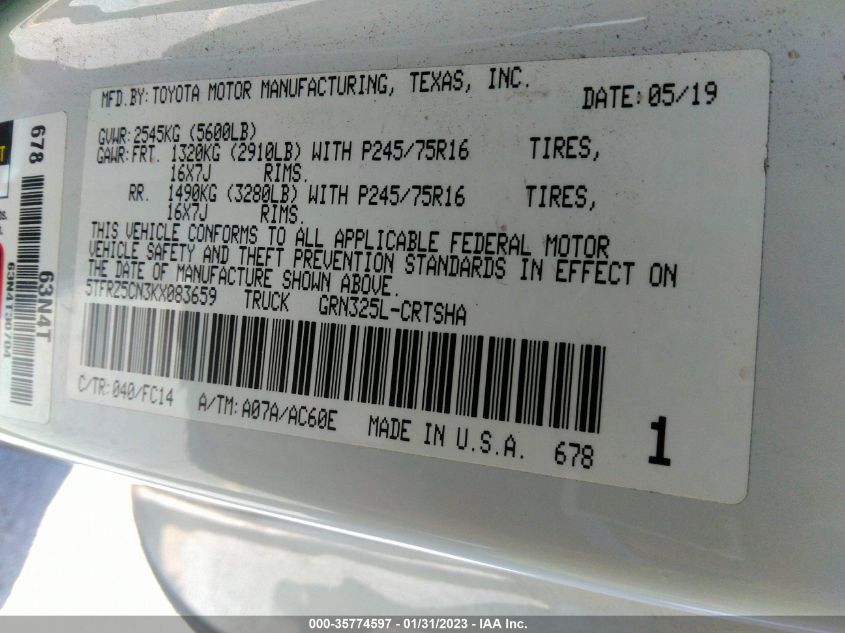 MFD.BY: TOYOTA MOTOR MANUFACTURING, TEXAS, INC.
DATE: 05/19
GVWR: 2545KG (5600LB)
GAWR: FRT. 1320KG (2910LB) WITH P245/75R16 TIRES,
16X7J RIMS.
RR. 1490KG (3280LB) WITH P245/75R16 TIRES,
16X7J RIMS.
THIS VEHICLE CONFORMS TO ALL APPLICABLE FEDERAL MOTOR
VEHICLE SAFETY AND THEFT PREVENTION STANDARDS IN EFFECT ON
THE DATE OF MANUFACTURE SHOWN ABOVE.
5TFRZ5CN3KX083659 TRUCK GRN325L-CRTSHA
C/TR: 040/FC14 A/TM: A07A/AC60E MADE IN U.S.A. 678 1
678
63N4T
63N4T30704
000-35774597 - 01/31/2023 - IAA Inc.